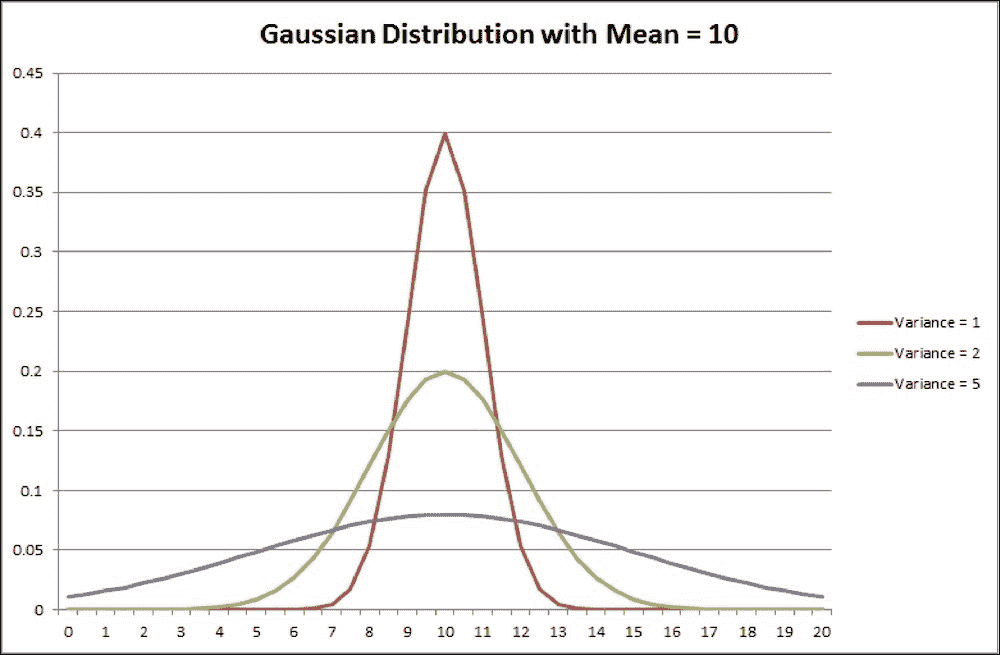 Gaussian Distribution with Mean = 10
0.45
0.4
0.35
0.3
0.25
0.2
0.15
0.1
0.05
0
Variance = 1
Variance = 2
Variance = 5
0 1 2 3 4 5 6 7 8 9 10 11 12 13 14 15 16 17 18 19 20